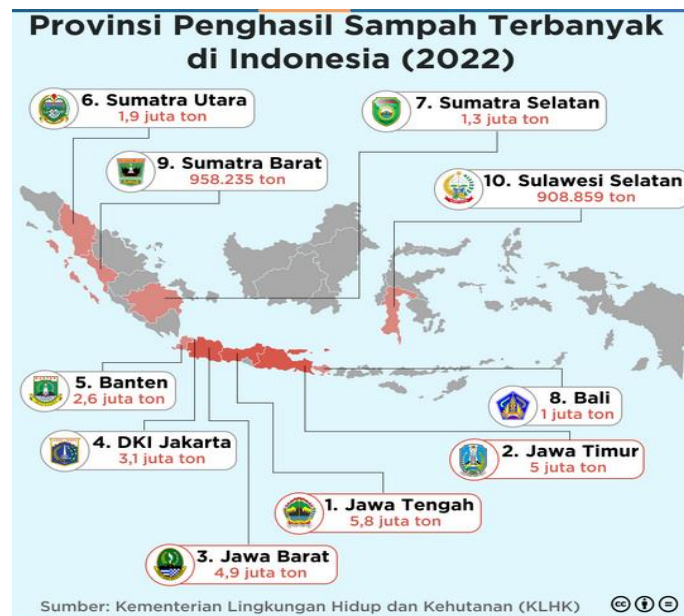 Provinsi Penghasil Sampah Terbanyak
di Indonesia (2022)
6. Sumatra Utara
1,9 juta ton
7. Sumatra Selatan
1,3 juta ton
9. Sumatra Barat
958.235 ton
10. Sulawesi Selatan
908.859 ton
5. Banten
2,6 juta ton
8. Bali
1 juta ton
4. DKI Jakarta
3,1 juta ton
2. Jawa Timur
5 juta ton
1. Jawa Tengah
5,8 juta ton
3. Jawa Barat
4,9 juta ton
Sumber: Kementerian Lingkungan Hidup dan Kehutanan (KLHK)